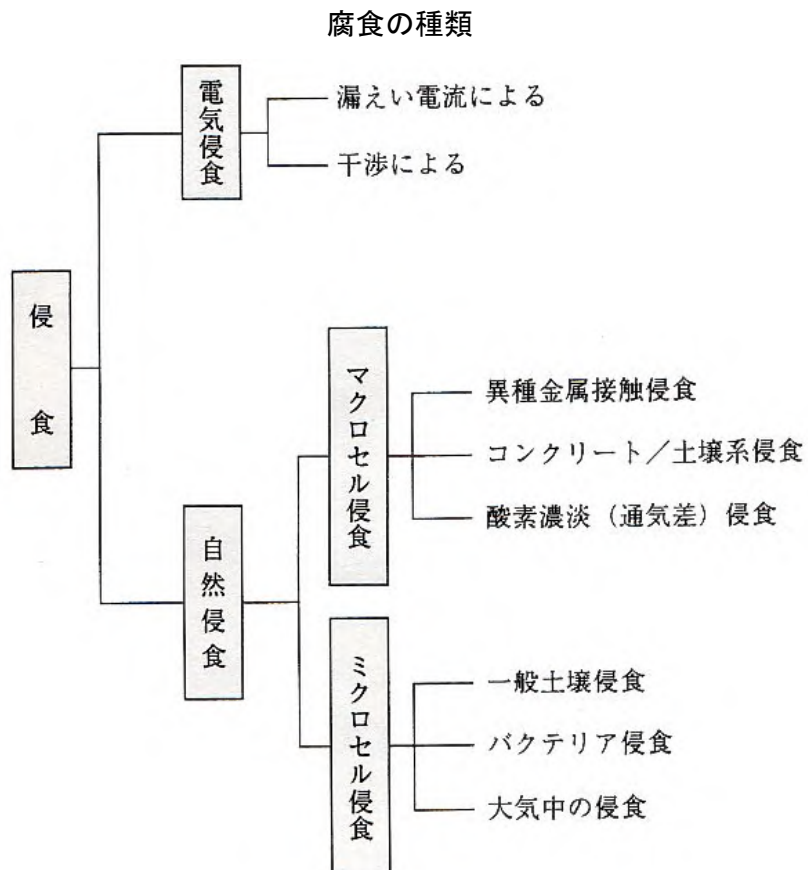 腐食の種類
侵食
電気侵食
漏えい電流による
干渉による
自然侵食
マクロセル侵食
異種金属接触侵食
コンクリート／土壌系侵食
酸素濃淡（通気差）侵食
ミクロセル侵食
一般土壌侵食
バクテリア侵食
大気中の侵食